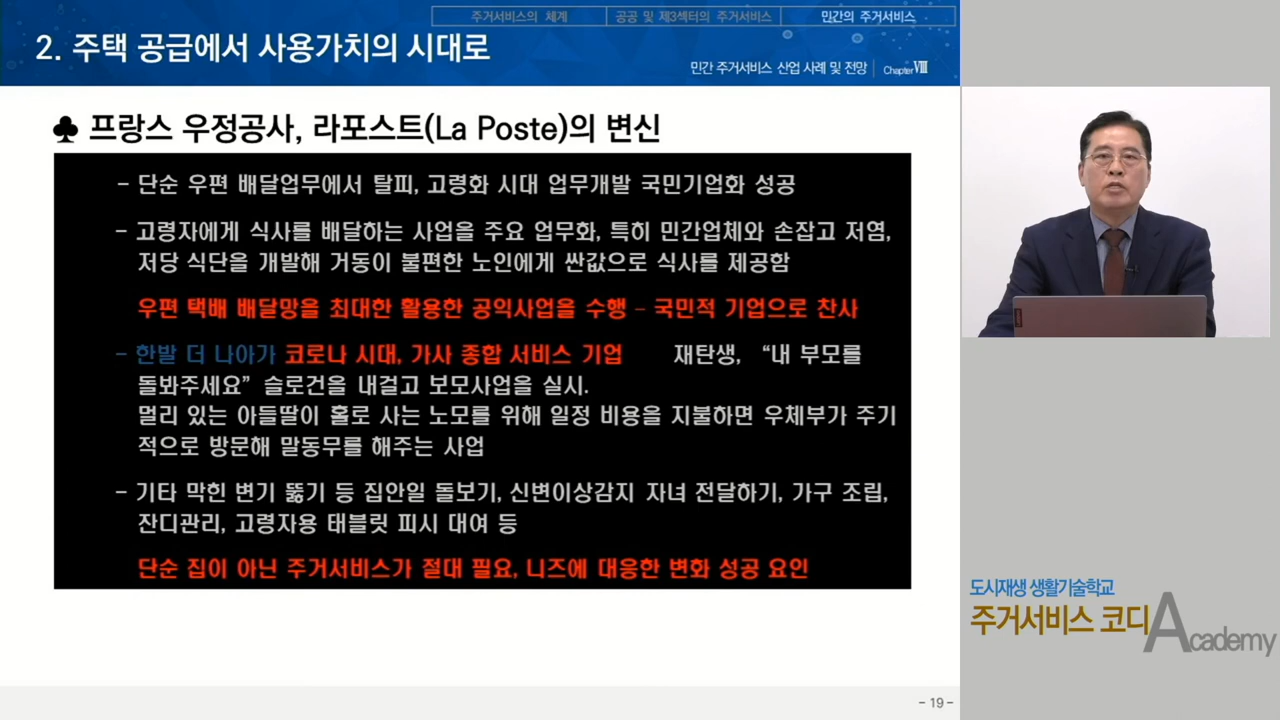 주거서비스의 체계
공공 및 제3섹터의 주거서비스
민간의 주거서비스
2. 주택 공급에서 사용가치의 시대로
민간 주거서비스 산업 사례 및 전망 Chapter Ⅷ
♣ 프랑스 우정공사, 라포스트(La Poste)의 변신
– 단순 우편 배달업무에서 탈피, 고령화 시대 업무개발 국민기업화 성공
– 고령자에게 식사를 배달하는 사업을 주요 업무화, 특히 민간업체와 손잡고 저염,
저당 식단을 개발해 거동이 불편한 노인에게 싼값으로 식사를 제공함
우편 택배 배달망을 최대한 활용한 공익사업을 수행 – 국민적 기업으로 찬사
– 한발 더 나아가 코로나 시대, 가사 종합 서비스 기업 재탄생, “내 부모를
돌봐주세요” 슬로건을 내걸고 보모사업을 실시.
멀리 있는 아들딸이 홀로 사는 노모를 위해 일정 비용을 지불하면 우체부가 주기
적으로 방문해 말동무를 해주는 사업
– 기타 막힌 변기 뚫기 등 집안일 돌보기, 신변이상감지 자녀 전달하기, 가구 조립,
잔디관리, 고령자용 태블릿 피시 대여 등
단순 집이 아닌 주거서비스가 절대 필요, 니즈에 대응한 변화 성공 요인
도시재생 생활기술학교
주거서비스 코디 Academy
- 19 -